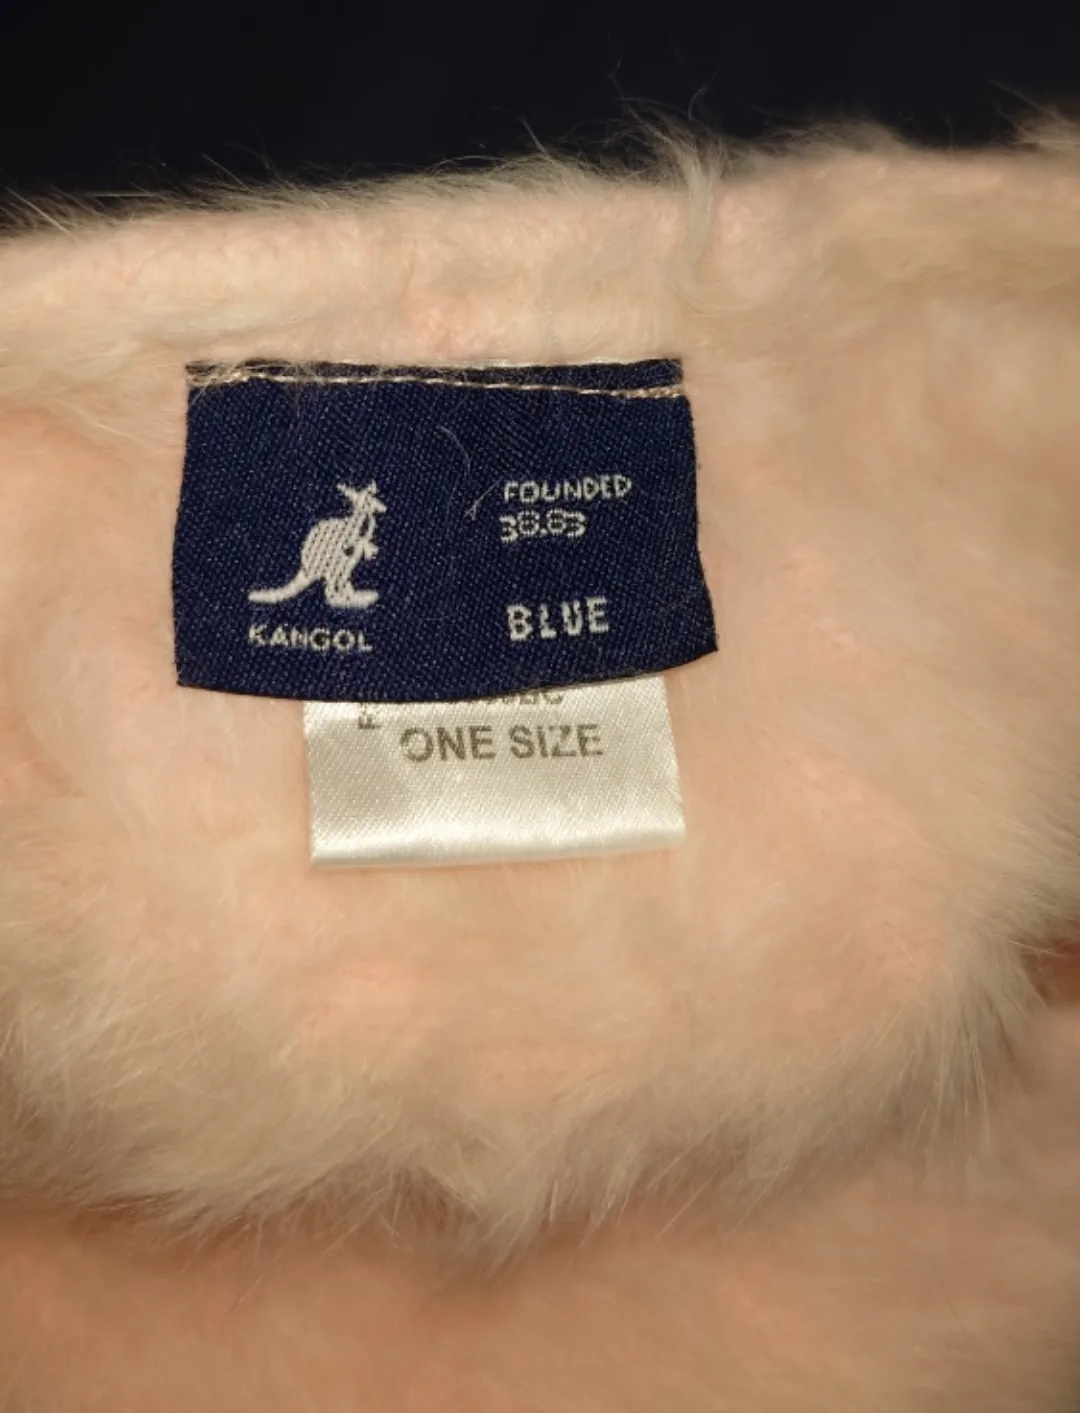 FOUNDED
38.83
KANGOL
BLUE
ONE SIZE